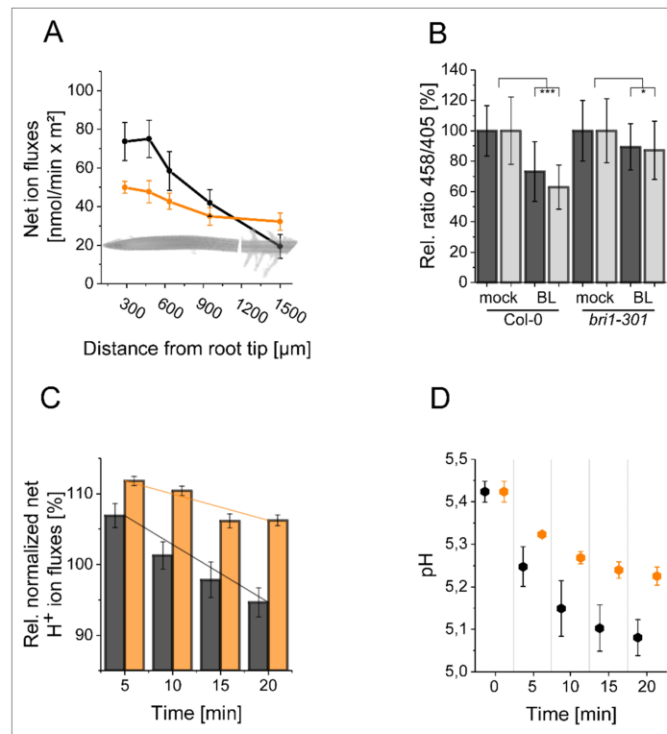 A
Net ion fluxes
[nmol/min x m²]
100
80
60
40
20
0
300
600
900
1200
1500
Distance from root tip [µm]
B
Rel. ratio 458/405 [%]
140
120
100
80
60
40
20
0
***
*
mock
BL
mock
BL
Col-0
bri1-301
C
Rel. normalized net
H⁺ ion fluxes [%]
110
100
95
5
10
15
20
Time [min]
D
pH
5,5
5,4
5,3
5,2
5,1
5,0
0
5
10
15
20
Time [min]